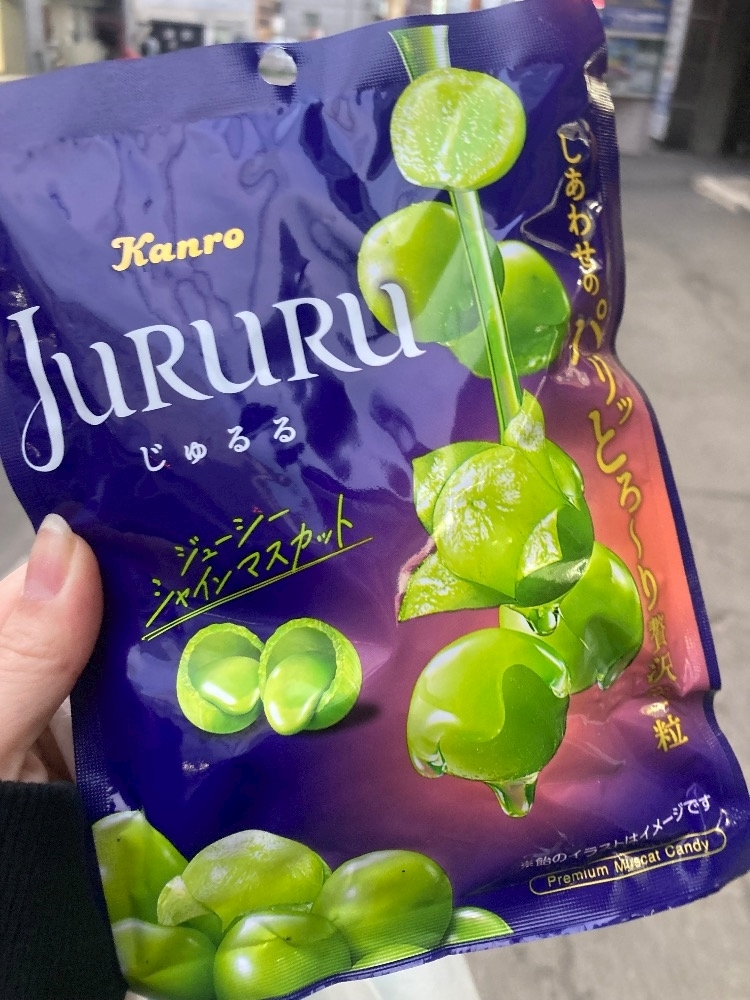 Kanro
JURURU
じゅるる
ジューシー
シャインマスカット
しあわせのパリッとろ〜り贅沢な粒
※飴のイラストはイメージです
Premium Muscat Candy